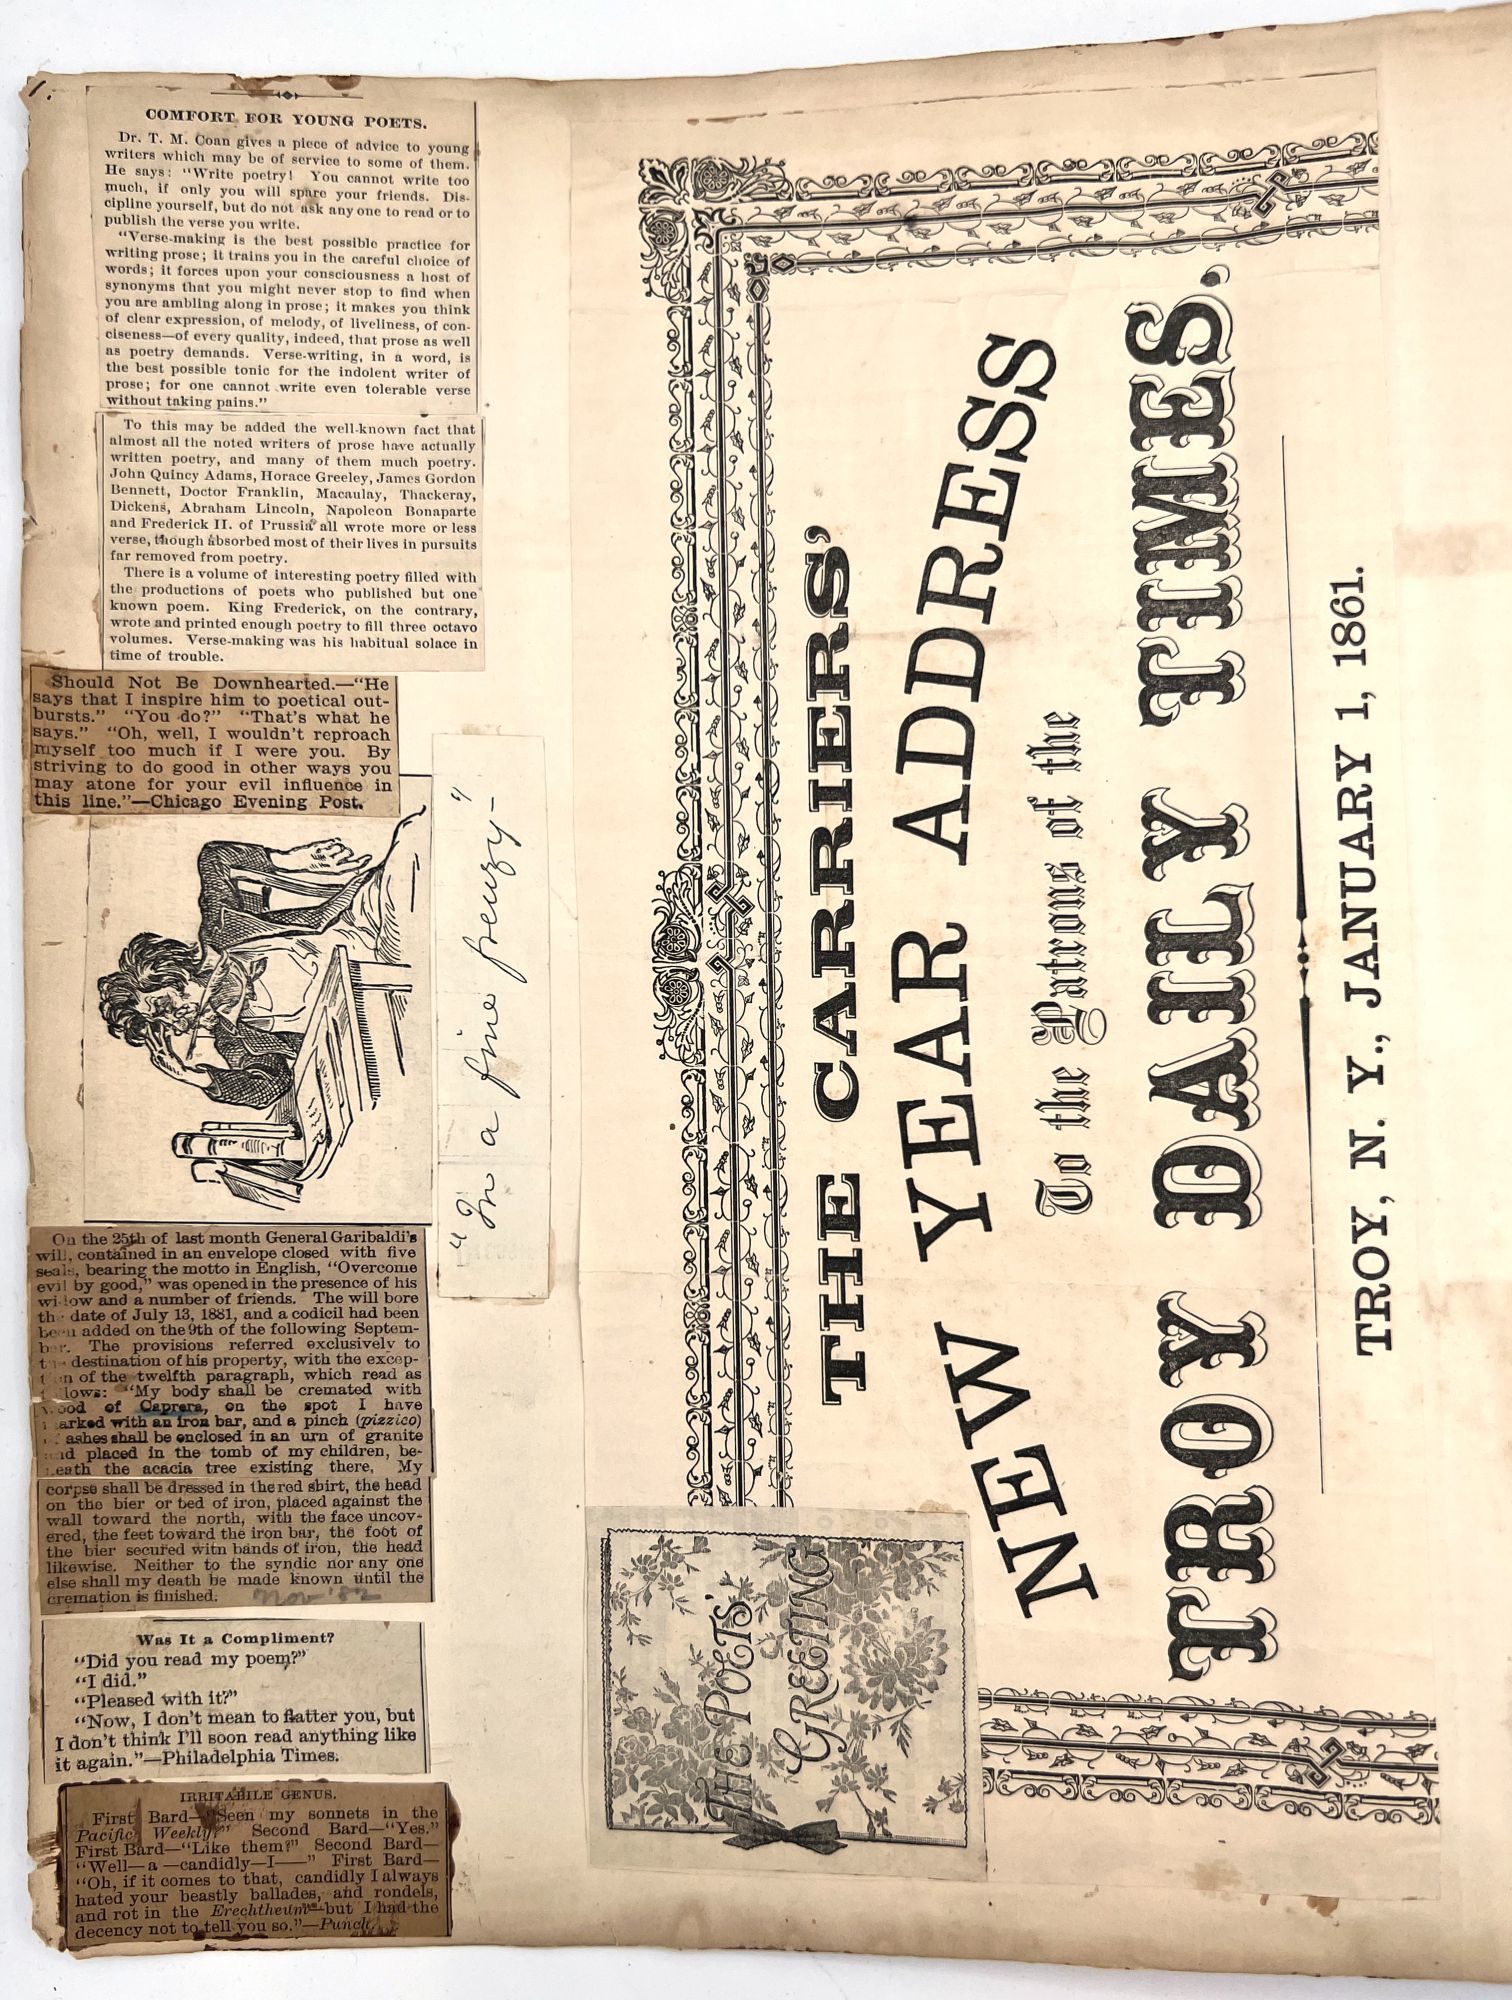 1.
COMFORT FOR YOUNG POETS.
Dr. T. M. Coan gives a piece of advice to young
writers which may be of service to some of them.
He says: "Write poetry! You cannot write too
much, if only you will spare your friends. Dis-
cipline yourself, but do not ask any one to read or to
publish the verse you write.
"Verse-making is the best possible practice for
writing prose; it trains you in the careful choice of
words; it forces upon your consciousness a host of
synonyms that you might never stop to find when
you are ambling along in prose; it makes you think
of clear expression, of melody, of liveliness, of con-
ciseness—of every quality, indeed, that prose as well
as poetry demands. Verse-writing, in a word, is
the best possible tonic for the indolent writer of
prose; for one cannot write even tolerable verse
without taking pains."
To this may be added the well-known fact that
almost all the noted writers of prose have actually
written poetry, and many of them much poetry.
John Quincy Adams, Horace Greeley, James Gordon
Bennett, Doctor Franklin, Macaulay, Thackeray,
Dickens, Abraham Lincoln, Napoleon Bonaparte
and Frederick II. of Prussia all wrote more or less
verse, though absorbed most of their lives in pursuits
far removed from poetry.
There is a volume of interesting poetry filled with
the productions of poets who published but one
known poem. King Frederick, on the contrary,
wrote and printed enough poetry to fill three octavo
volumes. Verse-making was his habitual solace in
time of trouble.
Should Not Be Downhearted.—"He
says that I inspire him to poetical out-
bursts." "You do?" "That's what he
says." "Oh, well, I wouldn't reproach
myself too much if I were you. By
striving to do good in other ways you
may atone for your evil influence in
this line."—Chicago Evening Post.
"In a fine frenzy"-
On the 25th of last month General Garibaldi's
will, contained in an envelope closed with five
seals, bearing the motto in English, "Overcome
evil by good," was opened in the presence of his
widow and a number of friends. The will bore
the date of July 13, 1881, and a codicil had been
been added on the 9th of the following Septem-
ber. The provisions referred exclusively to
the destination of his property, with the excep-
tion of the twelfth paragraph, which read as
follows: "My body shall be cremated with
wood of Caprera, on the spot I have
marked with an iron bar, and a pinch (pizzico)
of ashes shall be enclosed in an urn of granite
and placed in the tomb of my children, be-
neath the acacia tree existing there. My
corpse shall be dressed in the red shirt, the head
on the bier or bed of iron, placed against the
wall toward the north, with the face uncov-
ered, the feet toward the iron bar, the foot of
the bier secured with bands of iron, the head
likewise. Neither to the syndic nor any one
else shall my death be made known until the
cremation is finished.
Nov '82
Was It a Compliment?
"Did you read my poem?"
"I did."
"Pleased with it?"
"Now, I don't mean to flatter you, but
I don't think I'll soon read anything like
it again."—Philadelphia Times.
IRRITABILE GENUS.
First Bard—"Seen my sonnets in the
Pacific Weekly?" Second Bard—"Yes."
First Bard—"Like them?" Second Bard—
"Well—a—candidly—I——" First Bard—
"Oh, if it comes to that, candidly I always
hated your beastly ballades, and rondels,
and rot in the Erechtheum—but I had the
decency not to tell you so."—Punch.
THE CARRIERS'
NEW YEAR ADDRESS
To the Patrons of the
TROY DAILY TIMES.
TROY, N. Y., JANUARY 1, 1861.
THE POETS'
GREETING